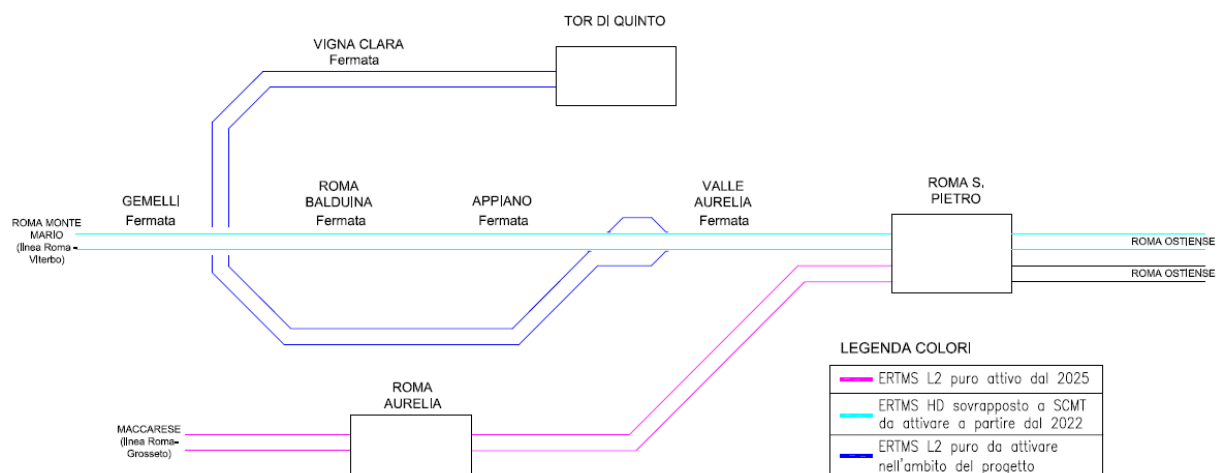 TOR DI QUINTO
VIGNA CLARA
Fermata
GEMELLI
Fermata
ROMA
BALDUINA
Fermata
APPIANO
Fermata
VALLE
AURELIA
Fermata
ROMA S.
PIETRO
ROMA MONTE
MARIO
(linea Roma-
Viterbo)
ROMA OSTIENSE
ROMA OSTIENSE
ROMA
AURELIA
MACCARESE
(linea Roma-
Grosseto)
LEGENDA COLORI
ERTMS L2 puro attivo dal 2025
ERTMS HD sovrapposto a SCMT
da attivare a partire dal 2022
ERTMS L2 puro da attivare
nell'ambito del progetto